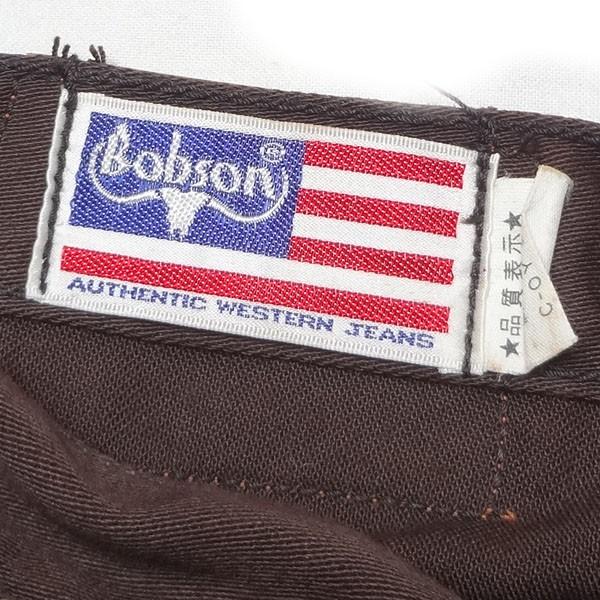 Bobson®
AUTHENTIC WESTERN JEANS
★品質表示★